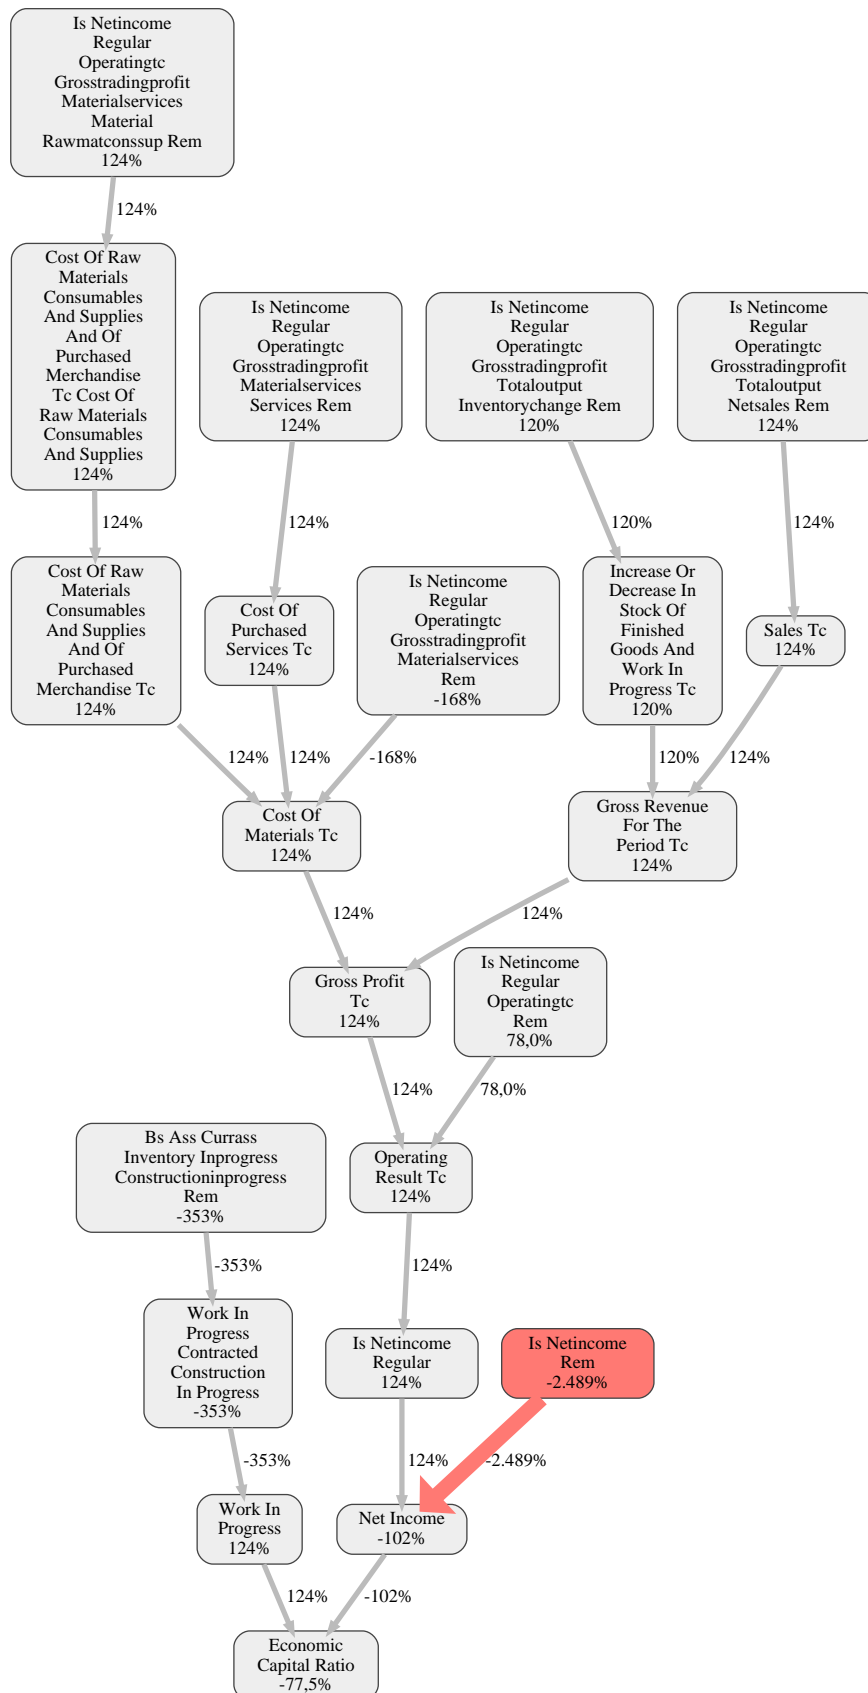 Is Netincome
Regular
Operatingtc
Grosstradingprofit
Materialservices
Material
Rawmatconssup Rem
124%
124%
Cost Of Raw
Materials
Consumables
And Supplies
And Of
Purchased
Merchandise
Tc Cost Of
Raw Materials
Consumables
And Supplies
124%
Is Netincome
Regular
Operatingtc
Grosstradingprofit
Materialservices
Services Rem
124%
Is Netincome
Regular
Operatingtc
Grosstradingprofit
Totaloutput
Inventorychange Rem
120%
Is Netincome
Regular
Operatingtc
Grosstradingprofit
Totaloutput
Netsales Rem
124%
124%
124%
120%
124%
Cost Of Raw
Materials
Consumables
And Supplies
And Of
Purchased
Merchandise Tc
124%
Cost Of
Purchased
Services Tc
124%
Is Netincome
Regular
Operatingtc
Grosstradingprofit
Materialservices
Rem
-168%
Increase Or
Decrease In
Stock Of
Finished
Goods And
Work In
Progress Tc
120%
Sales Tc
124%
124%
124%
-168%
120%
124%
Cost Of
Materials Tc
124%
Gross Revenue
For The
Period Tc
124%
124%
124%
Gross Profit
Tc
124%
Is Netincome
Regular
Operatingtc
Rem
78,0%
124%
78,0%
Bs Ass Currass
Inventory Inprogress
Constructioninprogress
Rem
-353%
Operating
Result Tc
124%
-353%
124%
Work In
Progress
Contracted
Construction
In Progress
-353%
Is Netincome
Regular
124%
Is Netincome
Rem
-2.489%
-353%
124%
-2.489%
Work In
Progress
124%
Net Income
-102%
124%
-102%
Economic
Capital Ratio
-77,5%